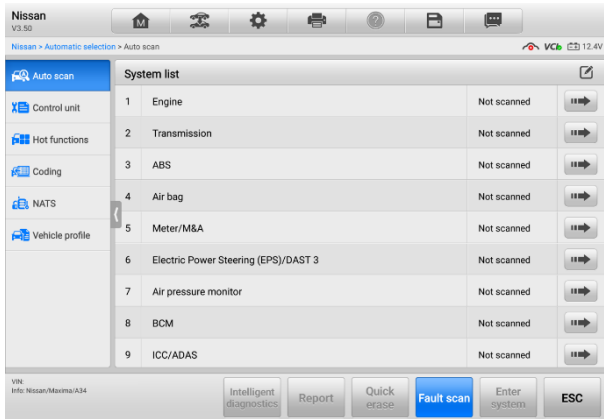 Nissan
V3.50
M
?
Nissan > Automatic selection > Auto scan
VCI 12.4V
Auto scan
Control unit
Hot functions
Coding
NATS
Vehicle profile
System list
1 Engine Not scanned
2 Transmission Not scanned
3 ABS Not scanned
4 Air bag Not scanned
5 Meter/M&A Not scanned
6 Electric Power Steering (EPS)/DAST 3 Not scanned
7 Air pressure monitor Not scanned
8 BCM Not scanned
9 ICC/ADAS Not scanned
VIN:
Info: Nissan/Maxima/A34
Intelligent
diagnostics
Report
Quick
erase
Fault scan
Enter
system
ESC